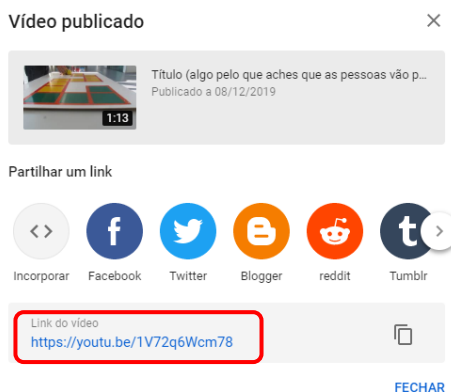 Vídeo publicado
Título (algo pelo que aches que as pessoas vão p...
Publicado a 08/12/2019
1:13
Partilhar um link
Incorporar Facebook Twitter Blogger reddit Tumblr
Link do vídeo
https://youtu.be/1V72q6Wcm78
FECHAR